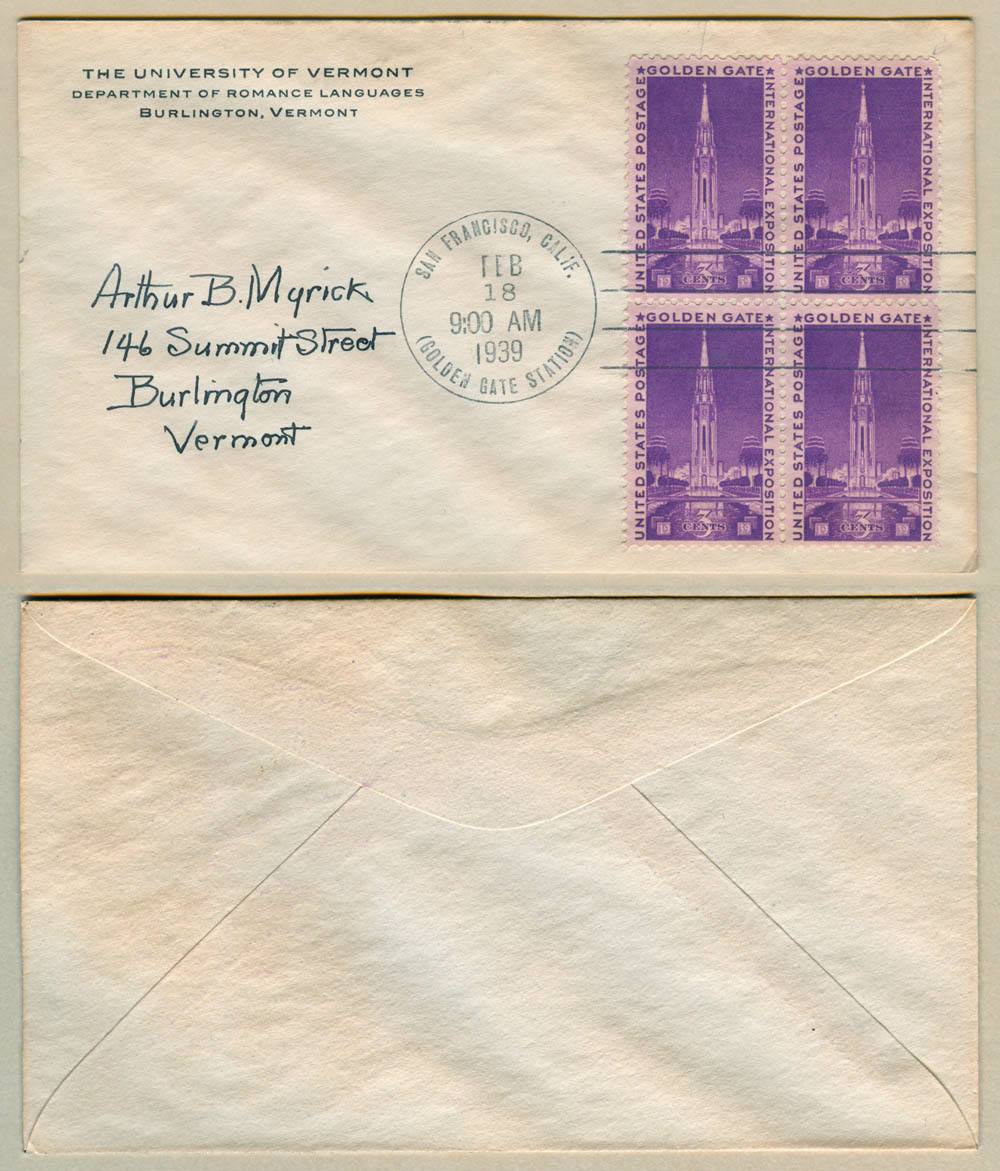 THE UNIVERSITY OF VERMONT
DEPARTMENT OF ROMANCE LANGUAGES
BURLINGTON, VERMONT
Arthur B. Myrick
146 Summit Street
Burlington
Vermont
SAN FRANCISCO, CALIF.
FEB
18
9:00 AM
1939
(GOLDEN GATE STATION)
★GOLDEN GATE★
UNITED STATES POSTAGE
INTERNATIONAL EXPOSITION
19 3 CENTS 39
★GOLDEN GATE★
UNITED STATES POSTAGE
INTERNATIONAL EXPOSITION
19 3 CENTS 39
★GOLDEN GATE★
UNITED STATES POSTAGE
INTERNATIONAL EXPOSITION
19 3 CENTS 39
★GOLDEN GATE★
UNITED STATES POSTAGE
INTERNATIONAL EXPOSITION
19 3 CENTS 39